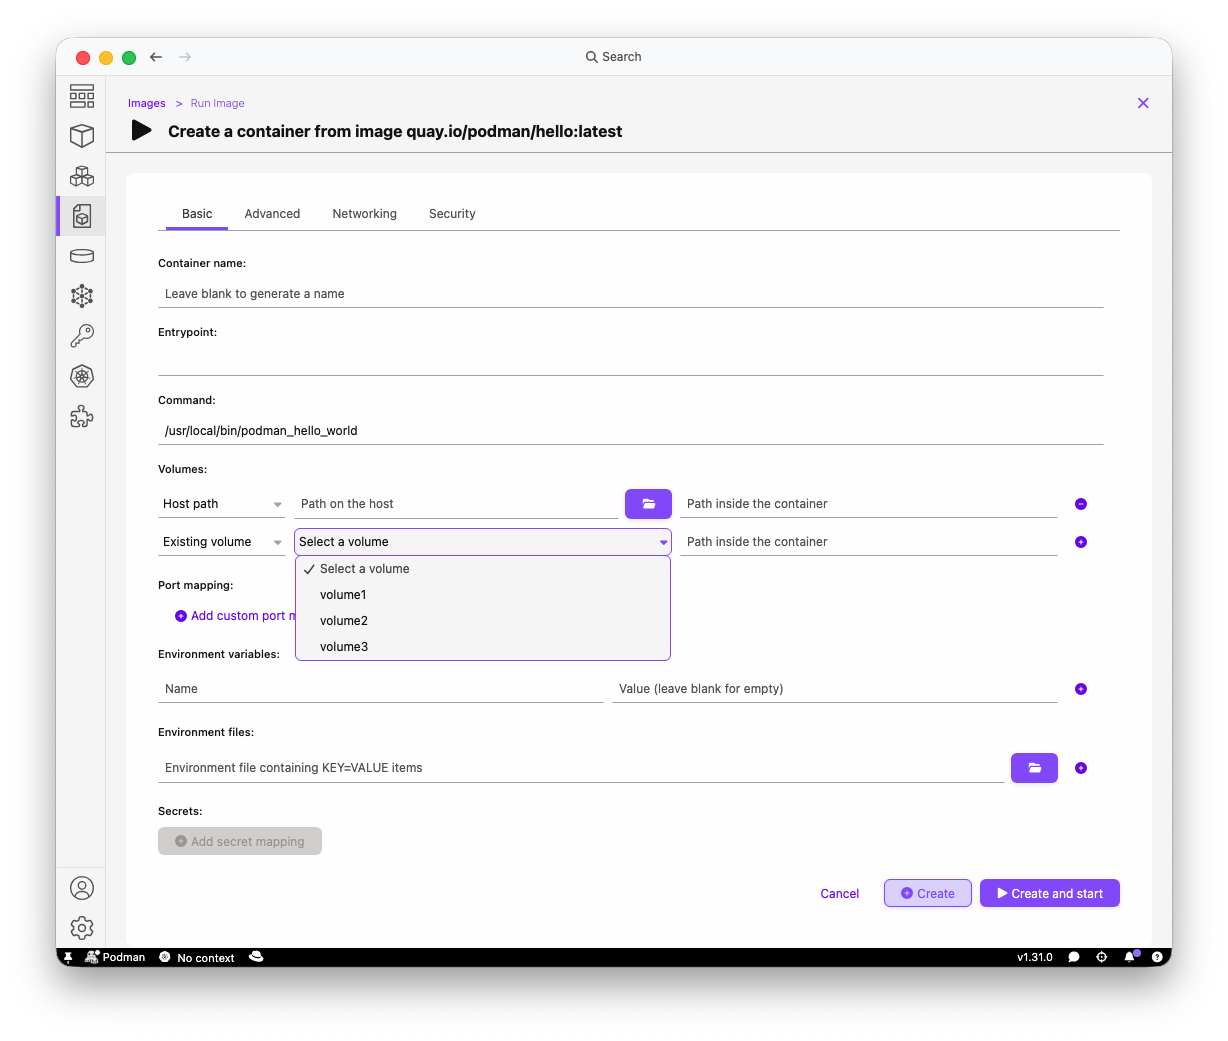 Search
Images > Run Image
Create a container from image quay.io/podman/hello:latest
Basic Advanced Networking Security
Container name:
Leave blank to generate a name
Entrypoint:
Command:
/usr/local/bin/podman_hello_world
Volumes:
Host path Path on the host Path inside the container
Existing volume Select a volume Path inside the container
Select a volume
volume1
volume2
volume3
Port mapping:
Add custom port m
Environment variables:
Name Value (leave blank for empty)
Environment files:
Environment file containing KEY=VALUE items
Secrets:
Add secret mapping
Cancel Create Create and start
Podman No context v1.31.0